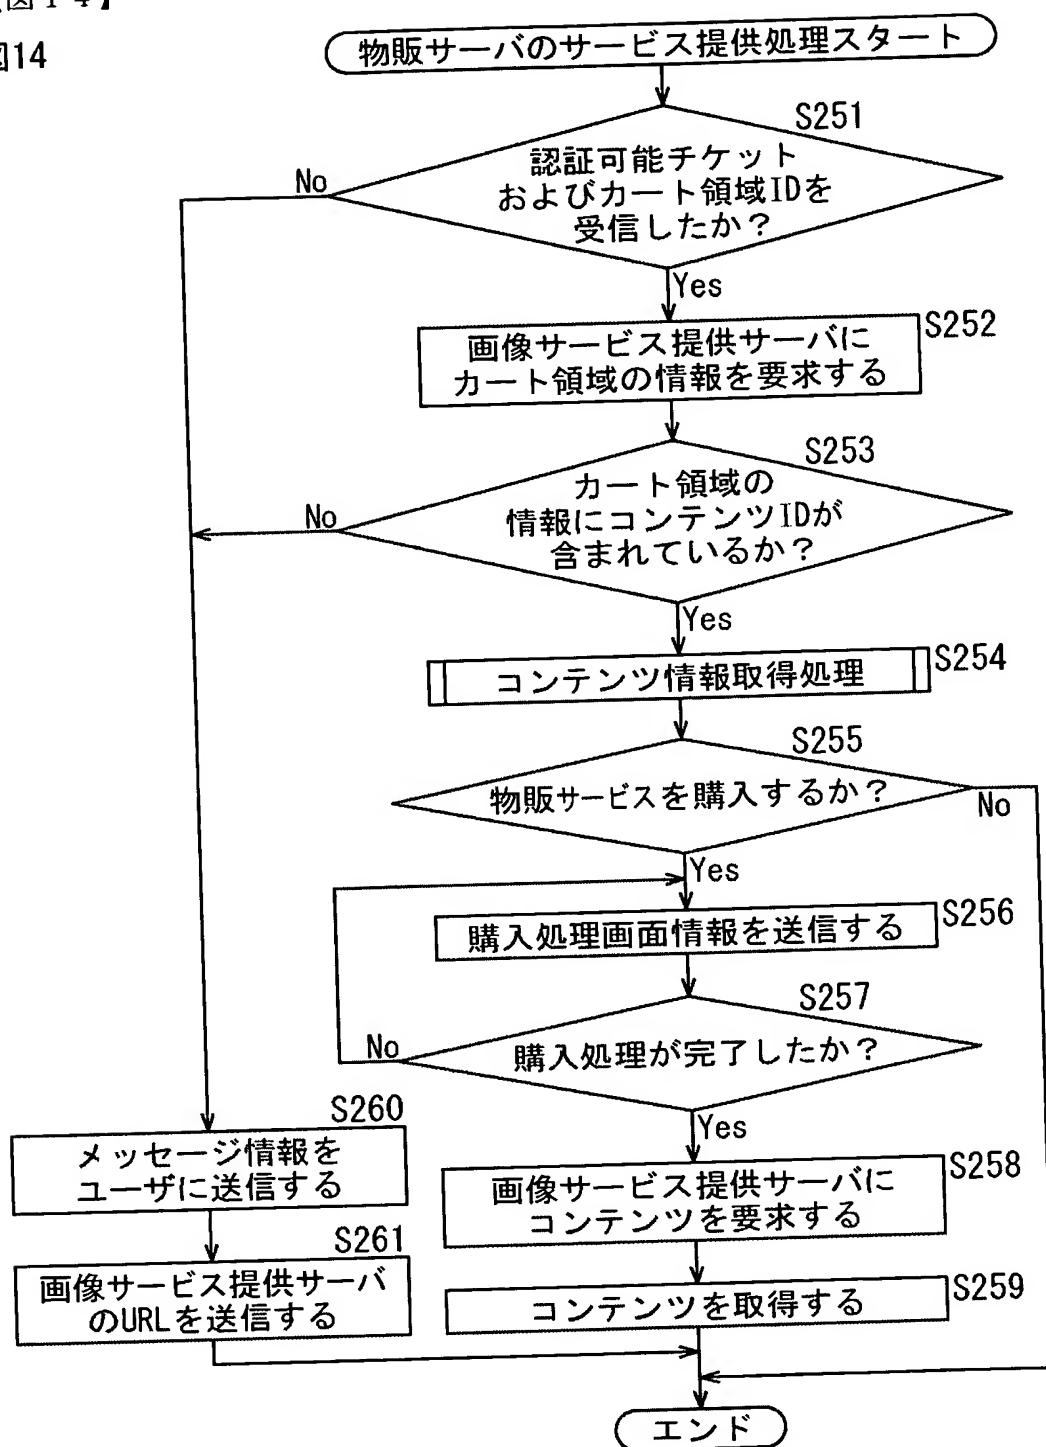 【図14】
図14
物販サーバのサービス提供処理スタート
S251
認証可能チケット
およびカート領域IDを
受信したか？
No
Yes
S252
画像サービス提供サーバに
カート領域の情報を要求する
S253
カート領域の
情報にコンテンツIDが
含まれているか？
No
Yes
S254
コンテンツ情報取得処理
S255
物販サービスを購入するか？
No
Yes
S256
購入処理画面情報を送信する
S257
購入処理が完了したか？
No
Yes
S260
メッセージ情報を
ユーザに送信する
S258
画像サービス提供サーバに
コンテンツを要求する
S261
画像サービス提供サーバ
のURLを送信する
S259
コンテンツを取得する
エンド